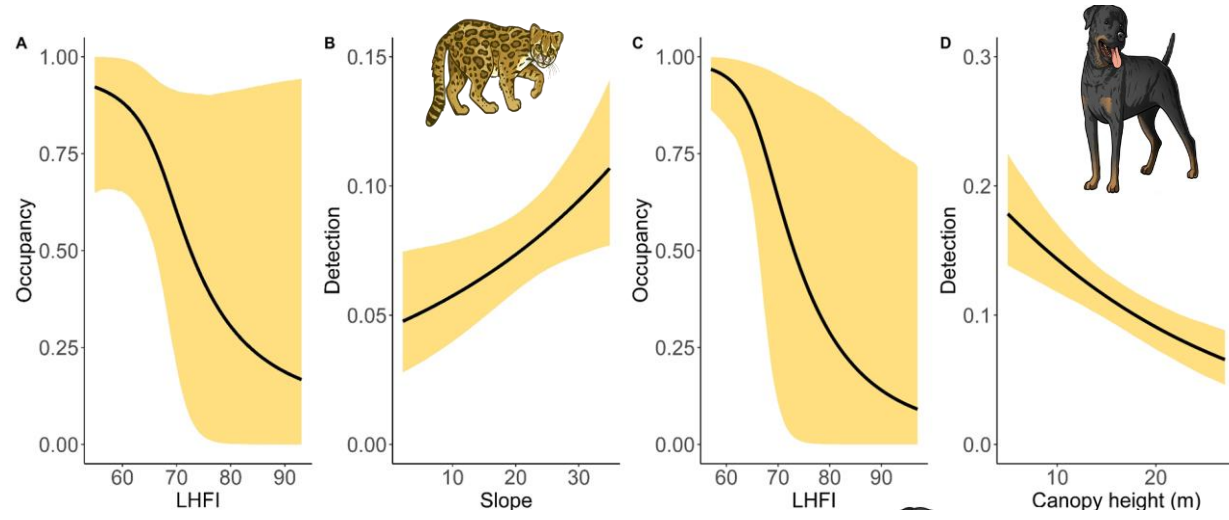 A
Occupancy
1.00
0.75
0.50
0.25
0.00
60 70 80 90
LHFI
B
Detection
0.15
0.10
0.05
0.00
10 20 30
Slope
C
Occupancy
1.00
0.75
0.50
0.25
0.00
60 70 80 90
LHFI
D
Detection
0.3
0.2
0.1
0.0
10 20
Canopy height (m)